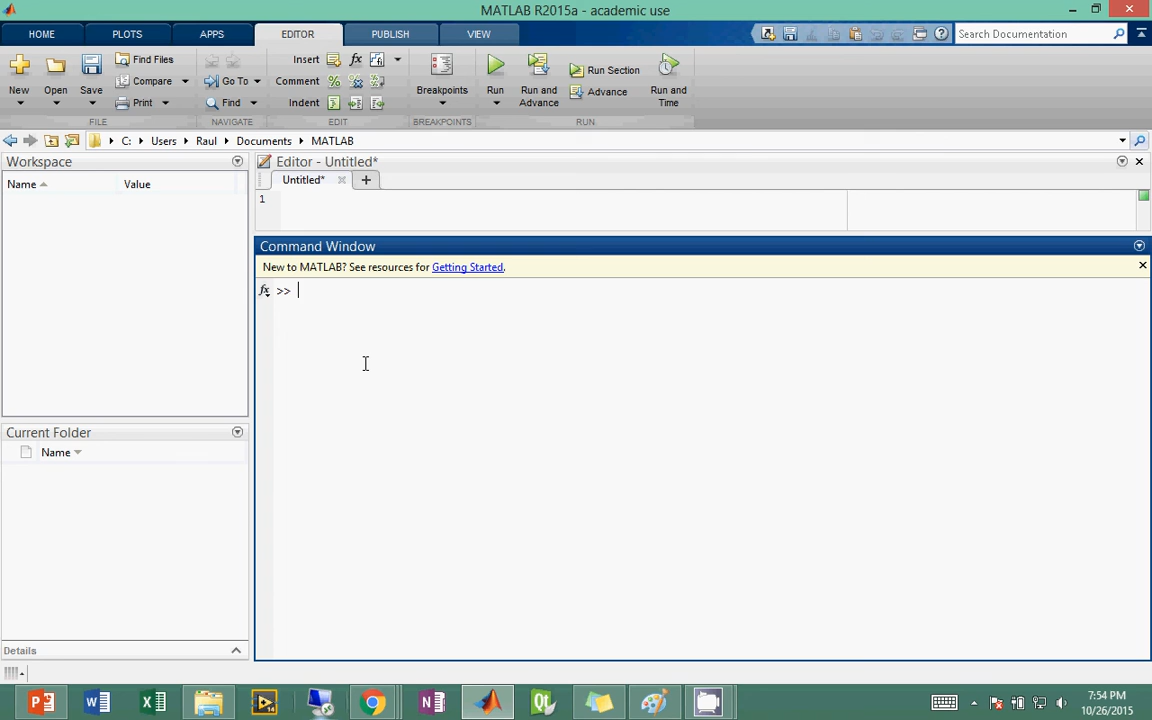 MATLAB R2015a - academic use
HOME PLOTS APPS EDITOR PUBLISH VIEW Search Documentation
New Open Save Find Files Compare Print
Go To Find
Insert fx Comment % Indent
Breakpoints
Run Run and Advance Run Section Advance Run and Time
FILE NAVIGATE EDIT BREAKPOINTS RUN
C: Users Raul Documents MATLAB
Workspace
Name Value
Editor - Untitled*
Untitled* +
1
Command Window
New to MATLAB? See resources for Getting Started.
fx >>
Current Folder
Name
Details
7:54 PM
10/26/2015